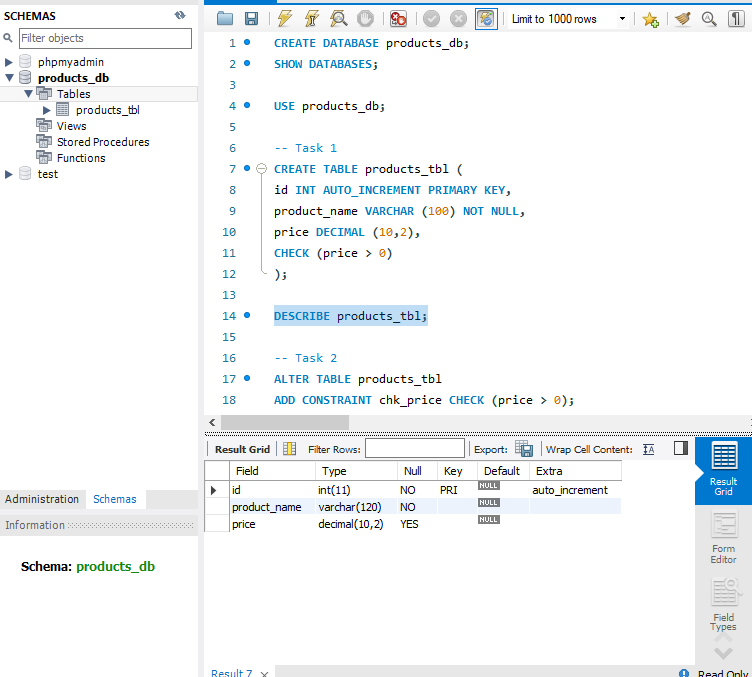 SCHEMAS
Filter objects
phpmyadmin
products_db
Tables
products_tbl
Views
Stored Procedures
Functions
test
Administration Schemas
Information
Schema: products_db
Limit to 1000 rows
1 CREATE DATABASE products_db;
2 SHOW DATABASES;
3
4 USE products_db;
5
6 -- Task 1
7 CREATE TABLE products_tbl (
8 id INT AUTO_INCREMENT PRIMARY KEY,
9 product_name VARCHAR (100) NOT NULL,
10 price DECIMAL (10,2),
11 CHECK (price > 0)
12 );
13
14 DESCRIBE products_tbl;
15
16 -- Task 2
17 ALTER TABLE products_tbl
18 ADD CONSTRAINT chk_price CHECK (price > 0);
Result Grid Filter Rows: Export: Wrap Cell Content: IA
Field Type Null Key Default Extra
id int(11) NO PRI NULL auto_increment
product_name varchar(120) NO NULL
price decimal(10,2) YES NULL
Result
Grid
Form
Editor
Field
Types
Result 7 ×
Read Only